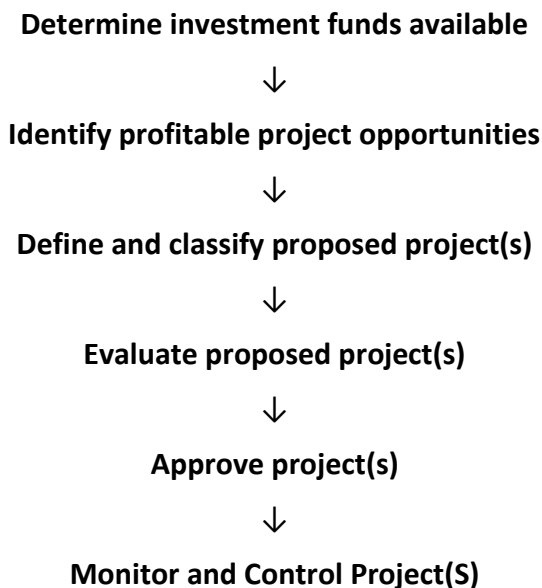 Determine investment funds available
↓
Identify profitable project opportunities
↓
Define and classify proposed project(s)
↓
Evaluate proposed project(s)
↓
Approve project(s)
↓
Monitor and Control Project(S)